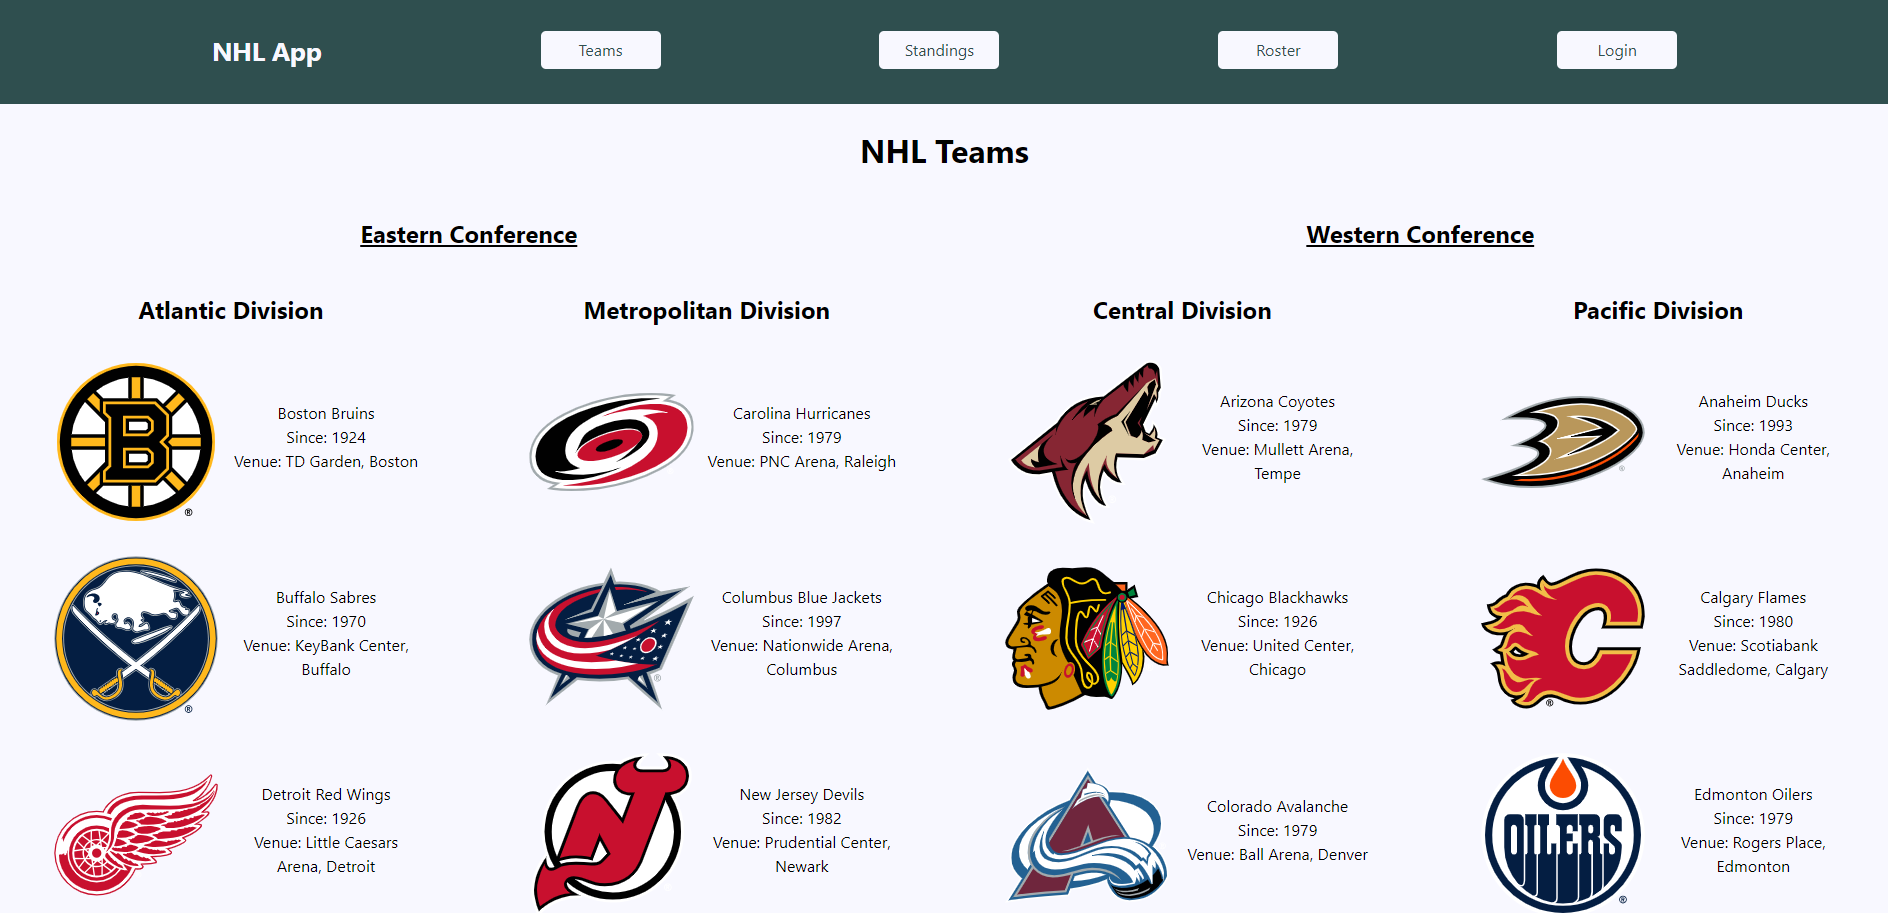 NHL App
Teams
Standings
Roster
Login
NHL Teams
Eastern Conference
Western Conference
Atlantic Division
Metropolitan Division
Central Division
Pacific Division
B
®
Boston Bruins
Since: 1924
Venue: TD Garden, Boston
Carolina Hurricanes
Since: 1979
Venue: PNC Arena, Raleigh
Arizona Coyotes
Since: 1979
Venue: Mullett Arena,
Tempe
®
Anaheim Ducks
Since: 1993
Venue: Honda Center,
Anaheim
®
Buffalo Sabres
Since: 1970
Venue: KeyBank Center,
Buffalo
®
Columbus Blue Jackets
Since: 1997
Venue: Nationwide Arena,
Columbus
Chicago Blackhawks
Since: 1926
Venue: United Center,
Chicago
C
®
Calgary Flames
Since: 1980
Venue: Scotiabank
Saddledome, Calgary
Detroit Red Wings
Since: 1926
Venue: Little Caesars
Arena, Detroit
NJ
New Jersey Devils
Since: 1982
Venue: Prudential Center,
Newark
A
Colorado Avalanche
Since: 1979
Venue: Ball Arena, Denver
OILERS
®
Edmonton Oilers
Since: 1979
Venue: Rogers Place,
Edmonton